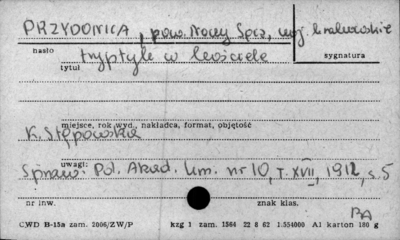 PRZYDONICA, pow. Nowy Sącz, woj. krakowskie
hasło
sygnatura
tryptyk w kościele
tytuł
miejsce, rok wyd., nakładca, format, objętość
K. Stępowska
uwagi:
Spraw. Pol. Akad. Um. nr 10, T. XVII, 1912, s. 5
nr inw.
znak klas.
BA
CWD B-15a zam. 2006/ZW/P kzg 1 zam. 1564 22 8 62 1.554000 A1 karton 180 g